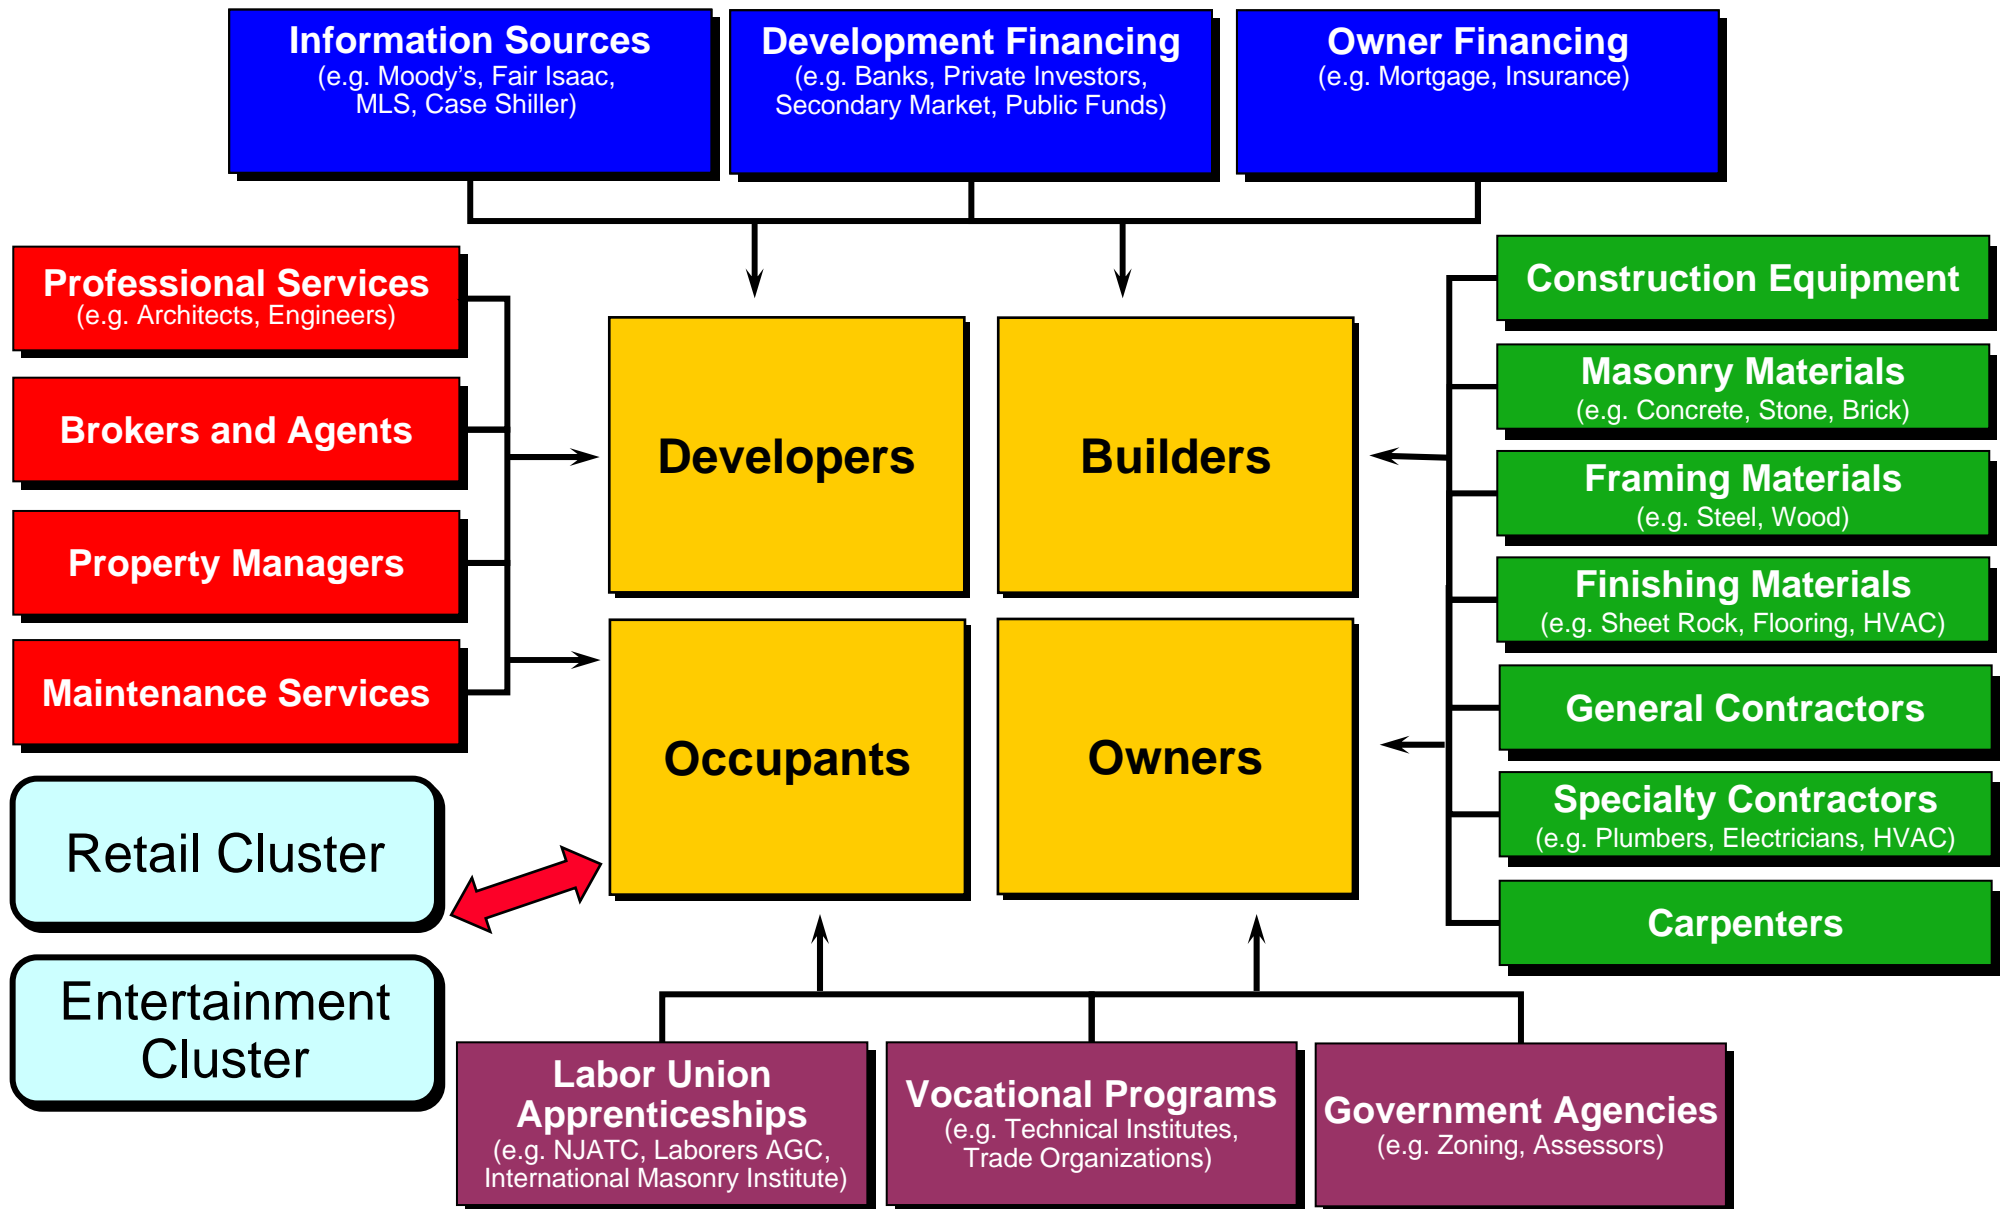 Information Sources
(e.g. Moody’s, Fair Isaac,
MLS, Case Shiller)
Development Financing
(e.g. Banks, Private Investors,
Secondary Market, Public Funds)
Owner Financing
(e.g. Mortgage, Insurance)
Professional Services
(e.g. Architects, Engineers)
Brokers and Agents
Property Managers
Maintenance Services
Developers
Builders
Occupants
Owners
Construction Equipment
Masonry Materials
(e.g. Concrete, Stone, Brick)
Framing Materials
(e.g. Steel, Wood)
Finishing Materials
(e.g. Sheet Rock, Flooring, HVAC)
General Contractors
Specialty Contractors
(e.g. Plumbers, Electricians, HVAC)
Carpenters
Retail Cluster
Entertainment
Cluster
Labor Union
Apprenticeships
(e.g. NJATC, Laborers AGC,
International Masonry Institute)
Vocational Programs
(e.g. Technical Institutes,
Trade Organizations)
Government Agencies
(e.g. Zoning, Assessors)